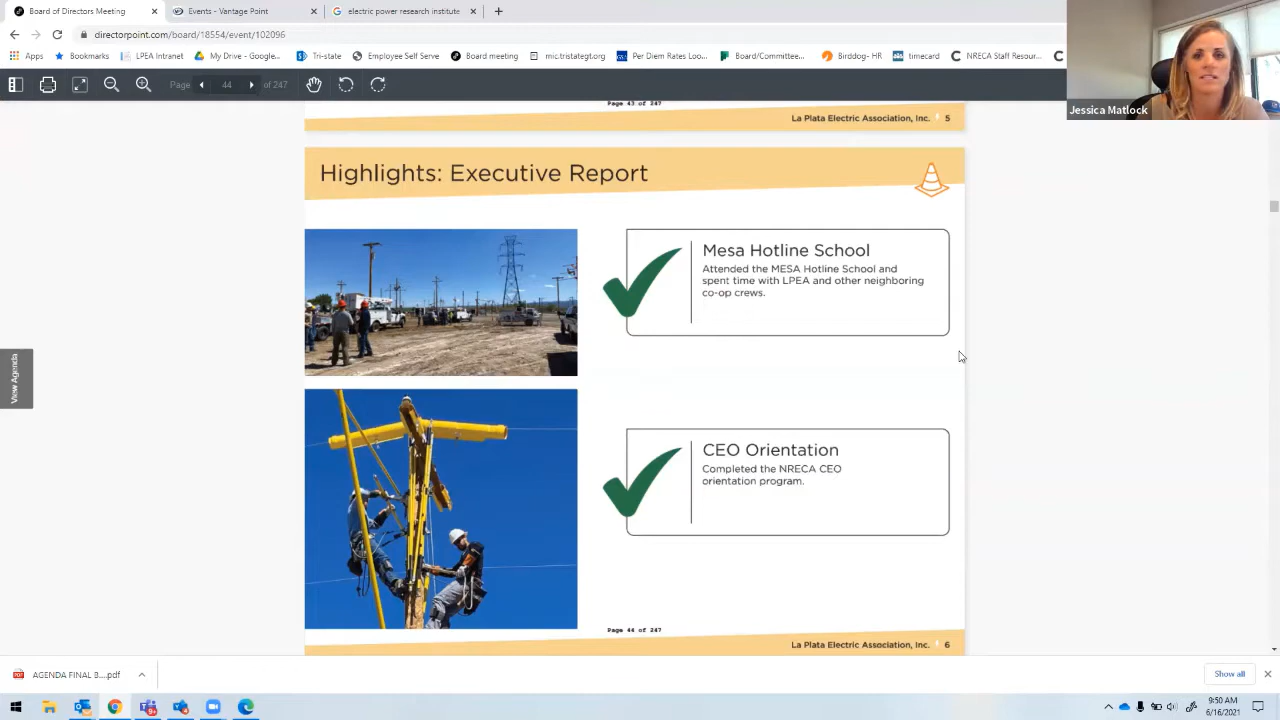 Board of Directors Meeting
Events - Vantage Point
electric power research institute
directorpoint.com/board/18554/event/102096
Apps
Bookmarks
LPEA Intranet
My Drive - Google...
Tri-state
Employee Self Serve
Board meeting
mic.tristategt.org
Per Diem Rates Loo...
Board/Committee...
Birddog- HR
timecard
NRECA Staff Resour...
Page 44 of 247
Jessica Matlock
Page 43 of 247
La Plata Electric Association, Inc. 5
Highlights: Executive Report
Mesa Hotline School
Attended the MESA Hotline School and
spent time with LPEA and other neighboring
co-op crews.
View Agenda
CEO Orientation
Completed the NRECA CEO
orientation program.
Page 44 of 247
La Plata Electric Association, Inc. 6
AGENDA FINAL B....pdf
Show all
9:50 AM
6/16/2021